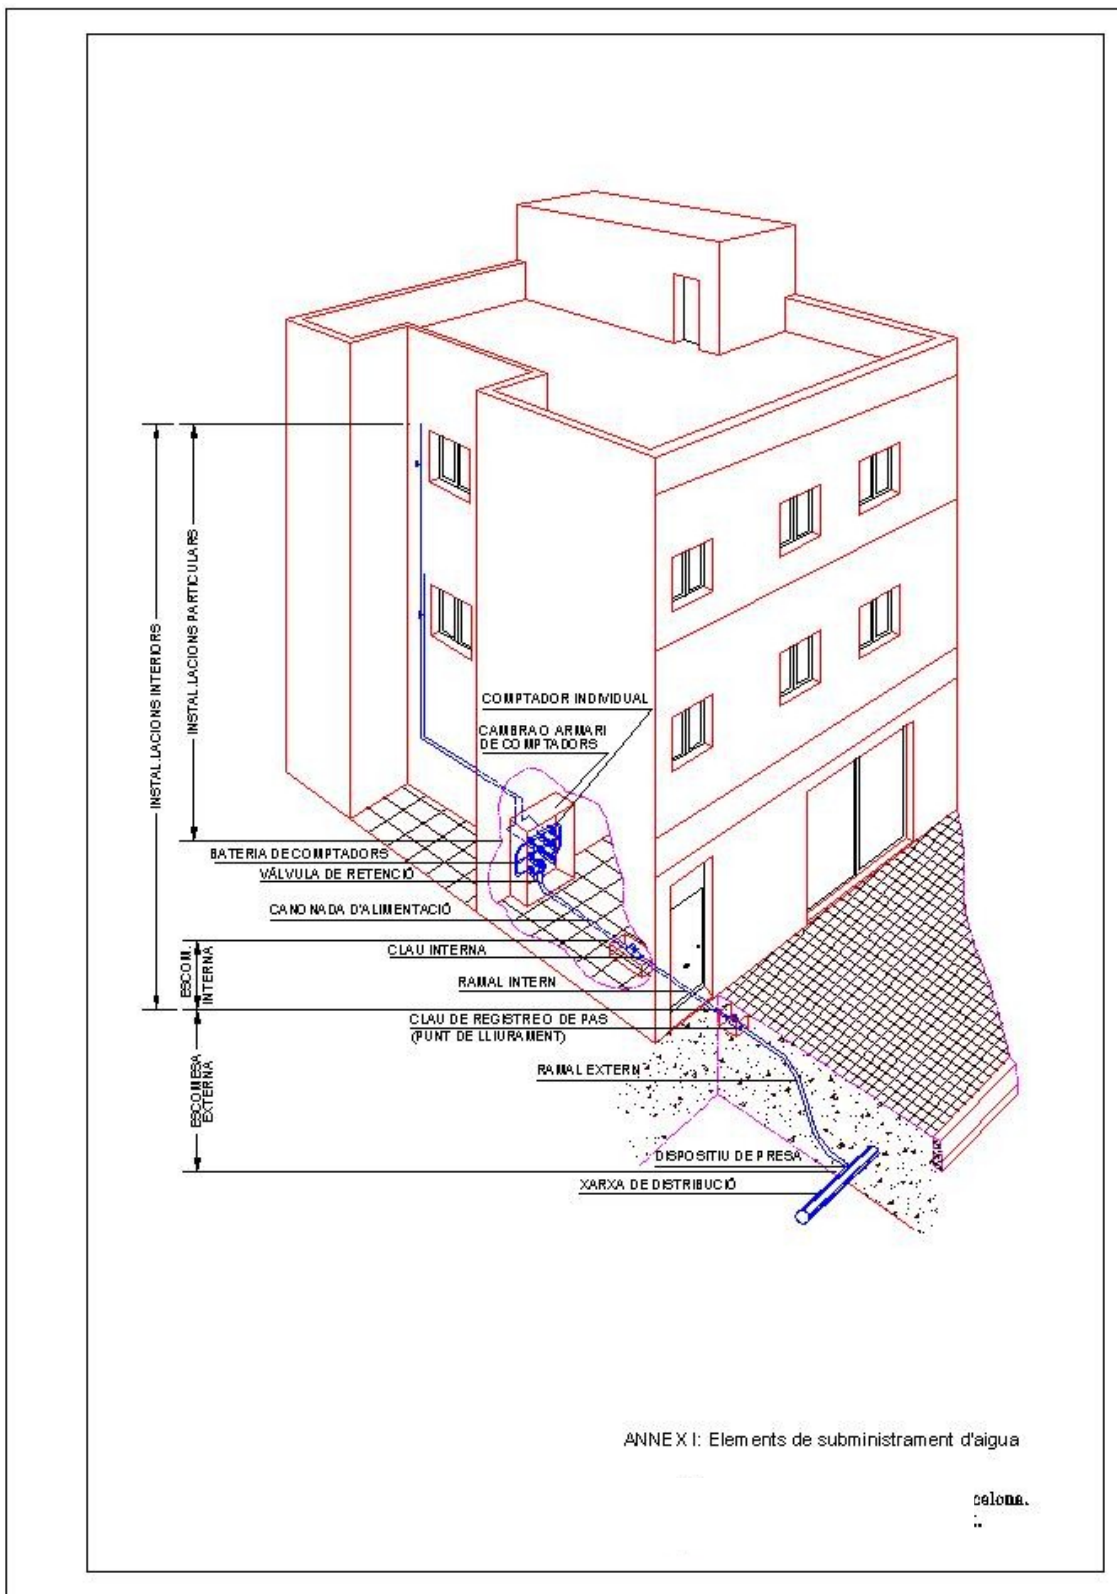 INSTAL.LACIONS INTERIORS
INSTAL.LACIONS PARTICULARS
COMPTADOR INDIVIDUAL
CAMBRA O ARMARI
DE COMPTADORS
BATERIA DE COMPTADORS
VÁLVULA DE RETENCIÓ
CANONADA D'ALIMENTACIÓ
CLAU INTERNA
ESCOM.
INTERNA
RAMAL INTERN
CLAU DE REGISTRE O DE PAS
(PUNT DE LLIURAMENT)
RAMAL EXTERN
ESCOMESA
EXTERNA
DISPOSITIU DE PRESA
XARXA DE DISTRIBUCIÓ
ANNEX I: Elements de subministrament d'aigua